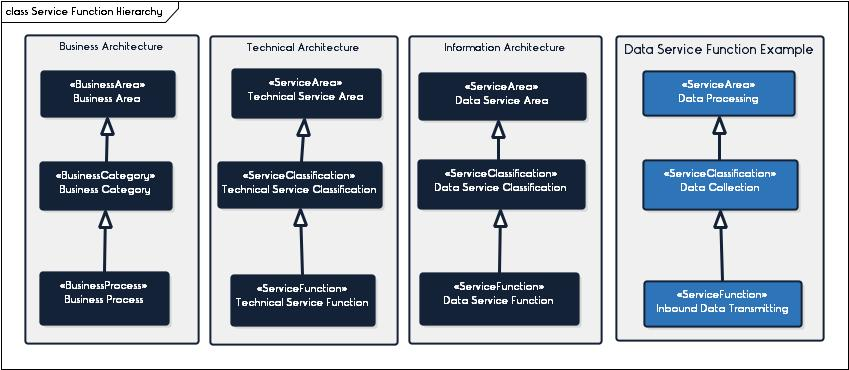 class Service Function Hierarchy
Business Architecture
«BusinessArea»
Business Area
«BusinessCategory»
Business Category
«BusinessProcess»
Business Process
Technical Architecture
«ServiceArea»
Technical Service Area
«ServiceClassification»
Technical Service Classification
«ServiceFunction»
Technical Service Function
Information Architecture
«ServiceArea»
Data Service Area
«ServiceClassification»
Data Service Classification
«ServiceFunction»
Data Service Function
Data Service Function Example
«ServiceArea»
Data Processing
«ServiceClassification»
Data Collection
«ServiceFunction»
Inbound Data Transmitting